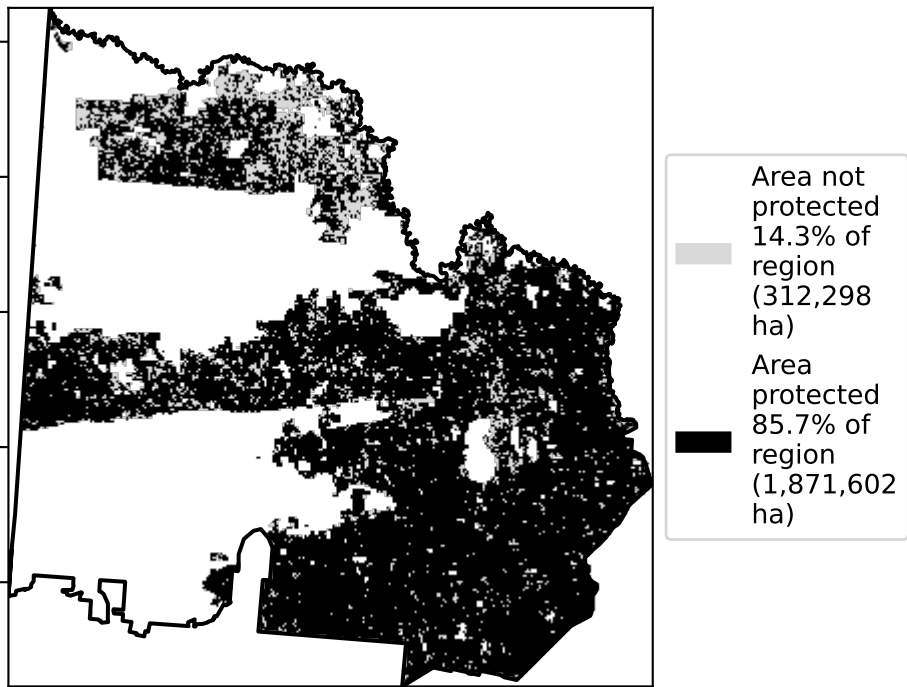 Area not
protected
14.3% of
region
(312,298
ha)
Area
protected
85.7% of
region
(1,871,602
ha)